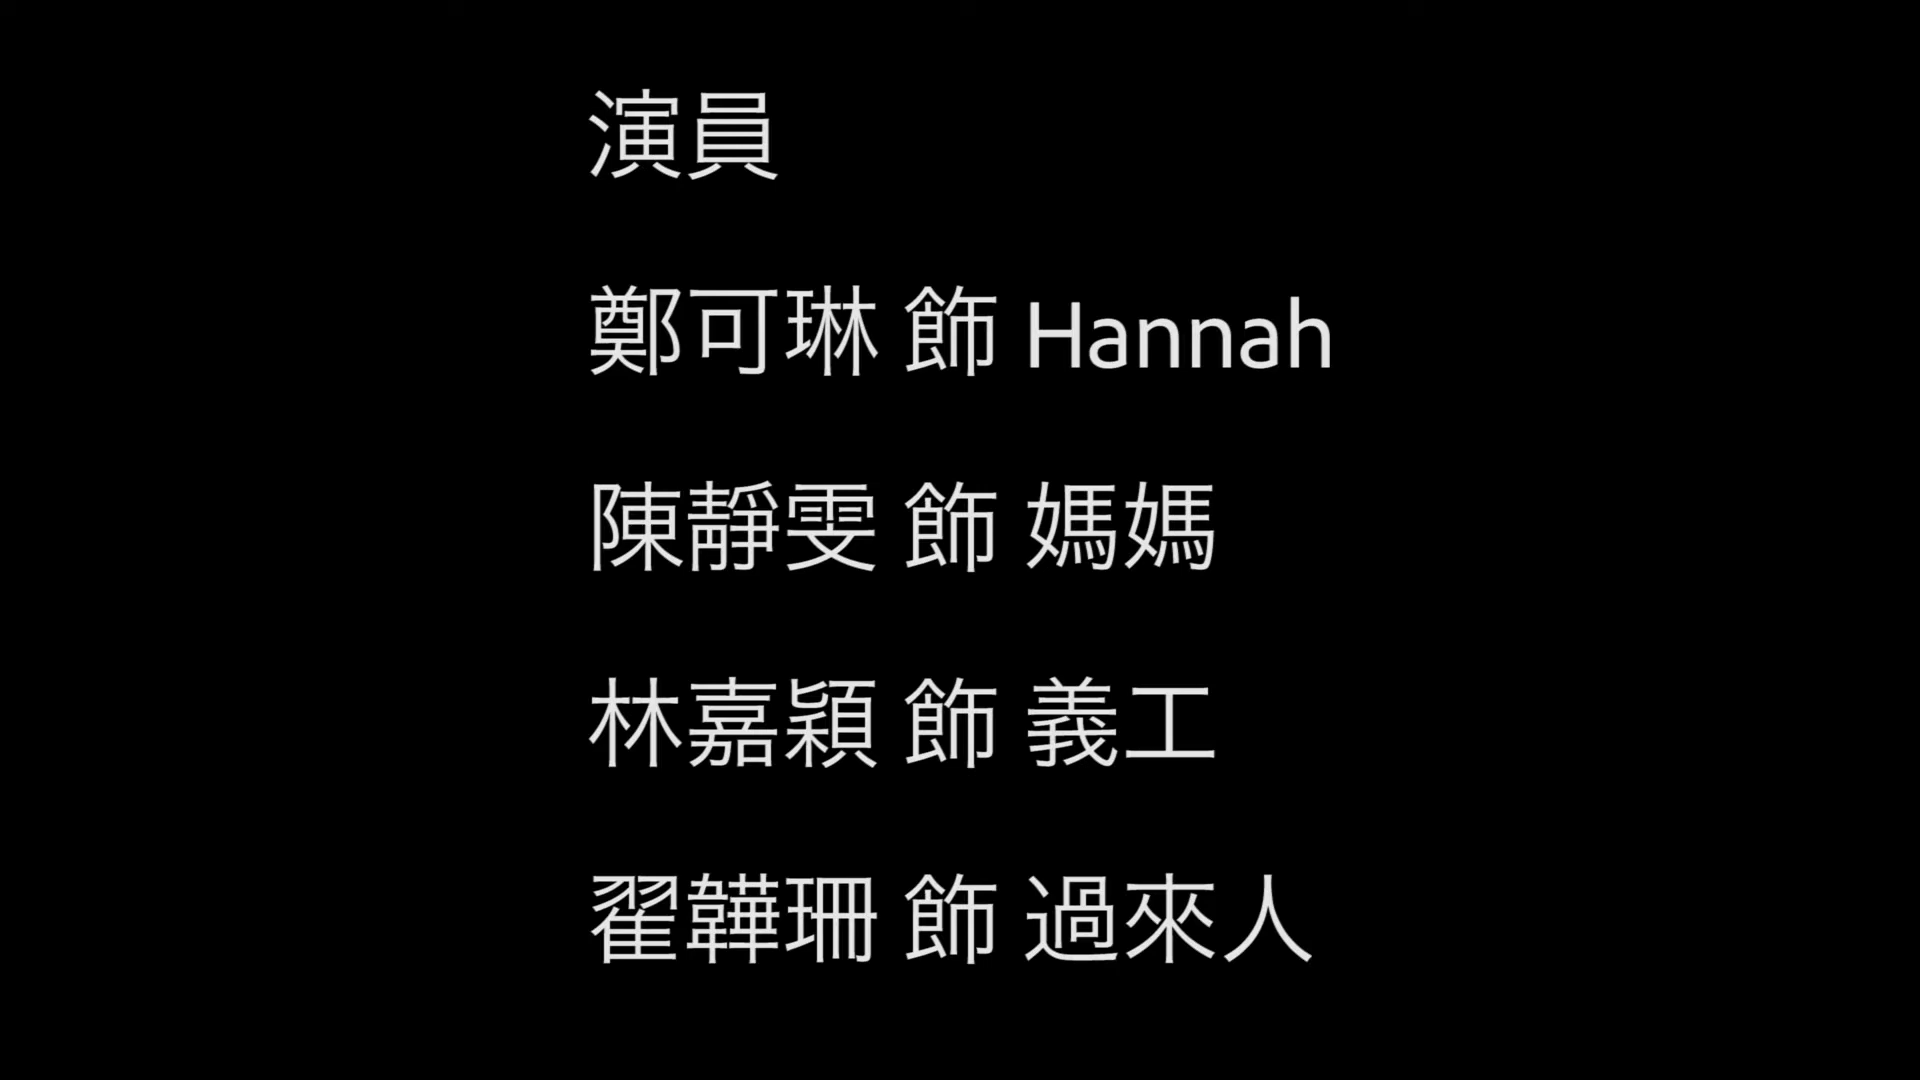 演員
鄭可琳 飾 Hannah
陳靜雯 飾 媽媽
林嘉穎 飾 義工
翟韡珊 飾 過來人